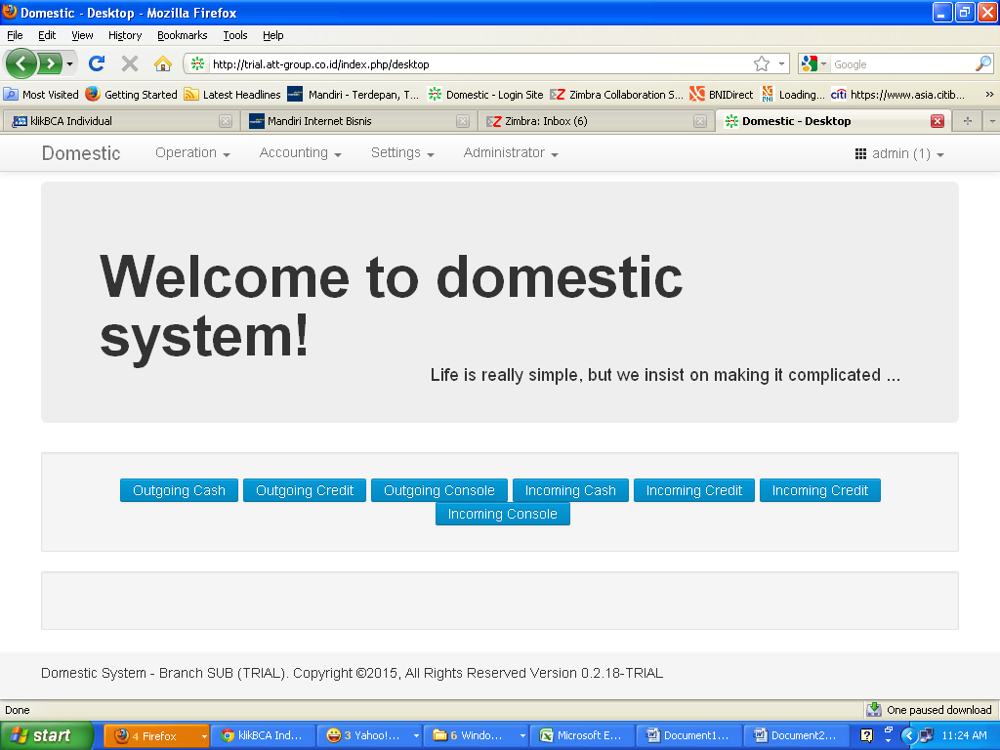 Domestic - Desktop - Mozilla Firefox
File Edit View History Bookmarks Tools Help
http://trial.att-group.co.id/index.php/desktop Google
Most Visited Getting Started Latest Headlines Mandiri - Terdepan, T... Domestic - Login Site Zimbra Collaboration S... BNIDirect Loading... citi https://www.asia.citib... »
klikBCA Individual Mandiri Internet Bisnis Zimbra: Inbox (6) Domestic - Desktop
Domestic Operation Accounting Settings Administrator admin (1)
Welcome to domestic
system!
Life is really simple, but we insist on making it complicated ...
Outgoing Cash Outgoing Credit Outgoing Console Incoming Cash Incoming Credit Incoming Credit
Incoming Console
Domestic System - Branch SUB (TRIAL). Copyright ©2015, All Rights Reserved Version 0.2.18-TRIAL
Done One paused download
start 4 Firefox klikBCA Ind... 3 Yahoo!... 6 Windo... Microsoft E... Document1... Document2... 11:24 AM